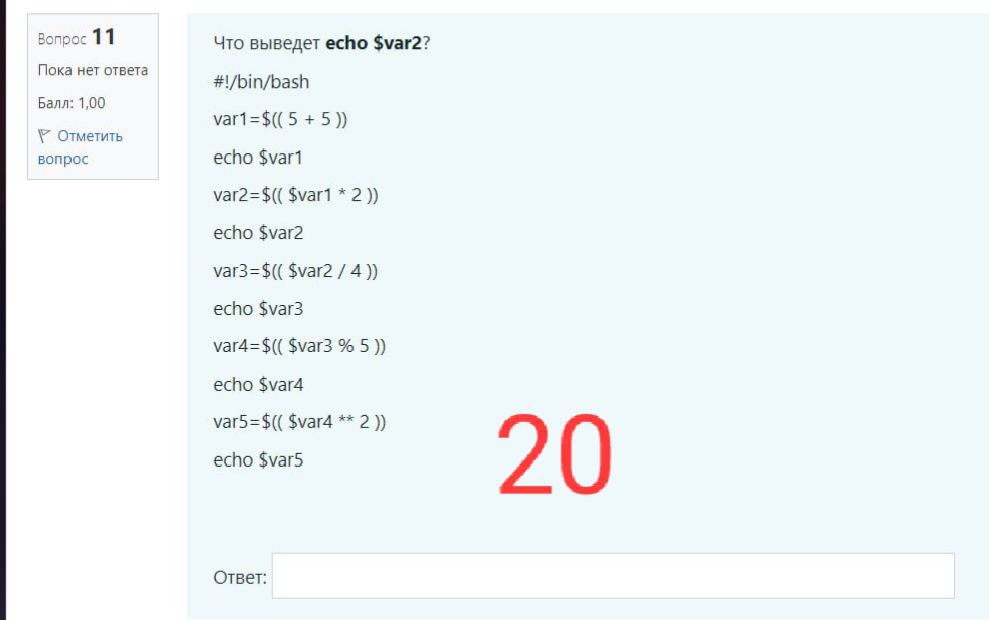 Вопрос 11
Пока нет ответа
Балл: 1,00
Отметить
вопрос
Что выведет echo $var2?
#!/bin/bash
var1=$(( 5 + 5 ))
echo $var1
var2=$(( $var1 * 2 ))
echo $var2
var3=$(( $var2 / 4 ))
echo $var3
var4=$(( $var3 % 5 ))
echo $var4
var5=$(( $var4 ** 2 ))
echo $var5
20
Ответ: